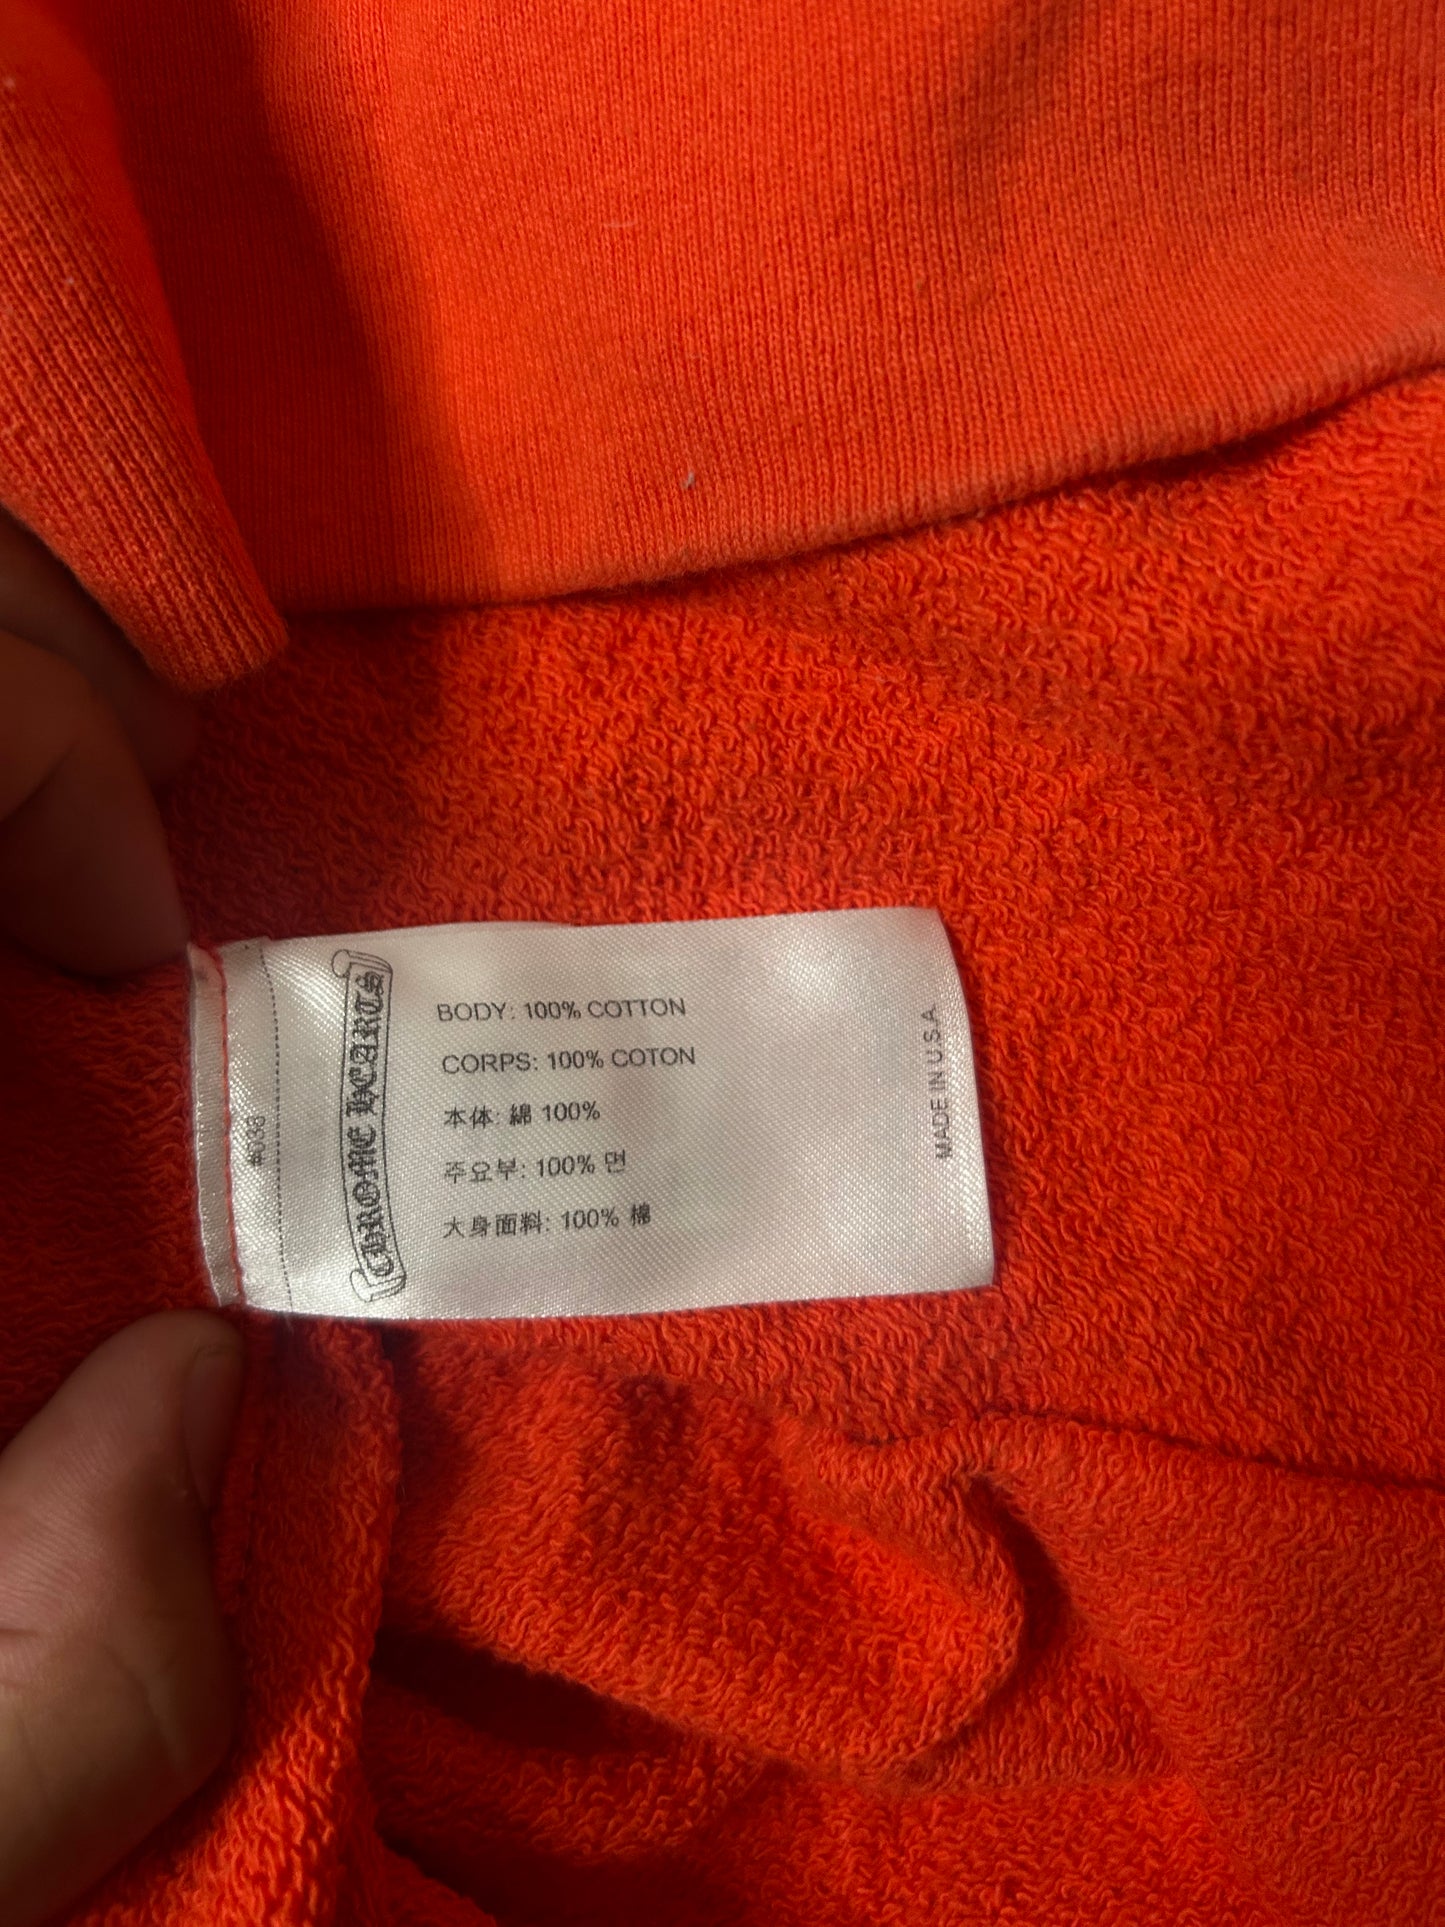 CHROME HEARTS
BODY: 100% COTTON
CORPS: 100% COTON
本体: 綿 100%
주요부: 100% 면
大身面料: 100% 棉
MADE IN U.S.A.
#036